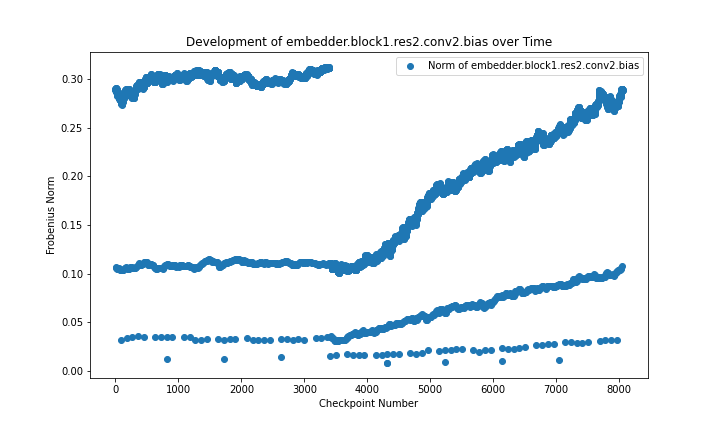 Development of embedder.block1.res2.conv2.bias over Time
Norm of embedder.block1.res2.conv2.bias
0.30
0.25
0.20
0.15
0.10
0.05
0.00
Frobenius Norm
0 1000 2000 3000 4000 5000 6000 7000 8000
Checkpoint Number